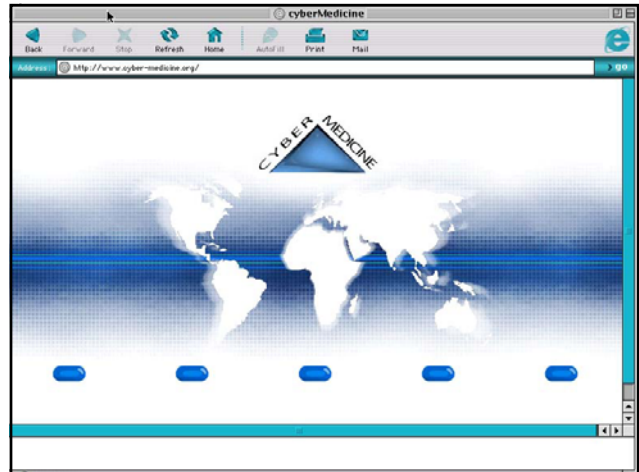 cyberMedicine
Back Forward Stop Refresh Home AutoFill Print Mail
Address: http://www.cyber-medicine.org/ go
CYBER MEDICINE